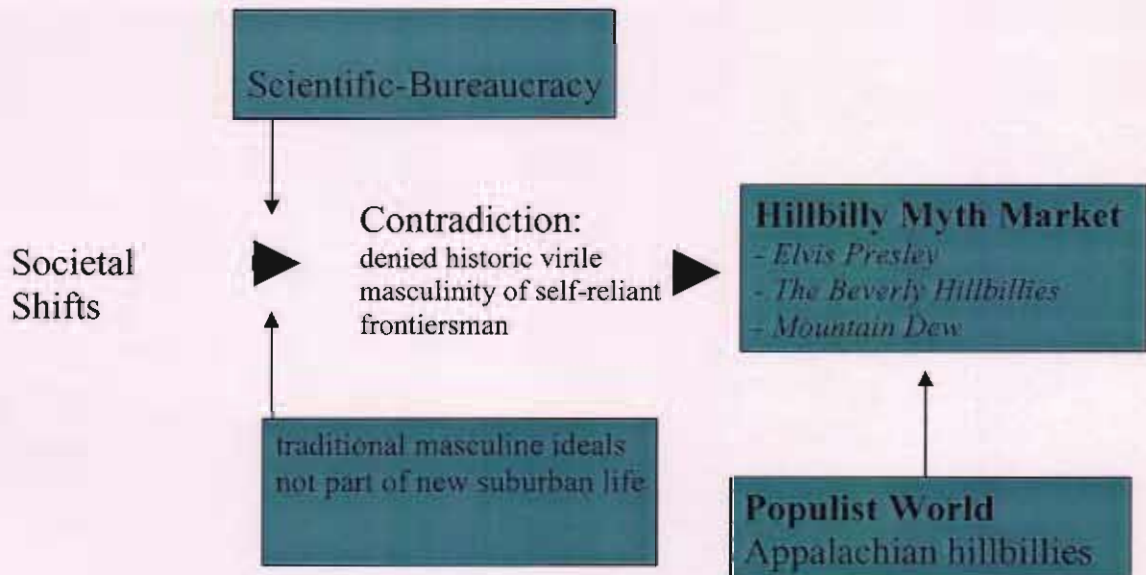 Scientific-Bureaucracy
Societal
Shifts
Contradiction:
denied historic virile
masculinity of self-reliant
frontiersman
Hillbilly Myth Market
- Elvis Presley
- The Beverly Hillbillies
- Mountain Dew
traditional masculine ideals
not part of new suburban life
Populist World
Appalachian hillbillies